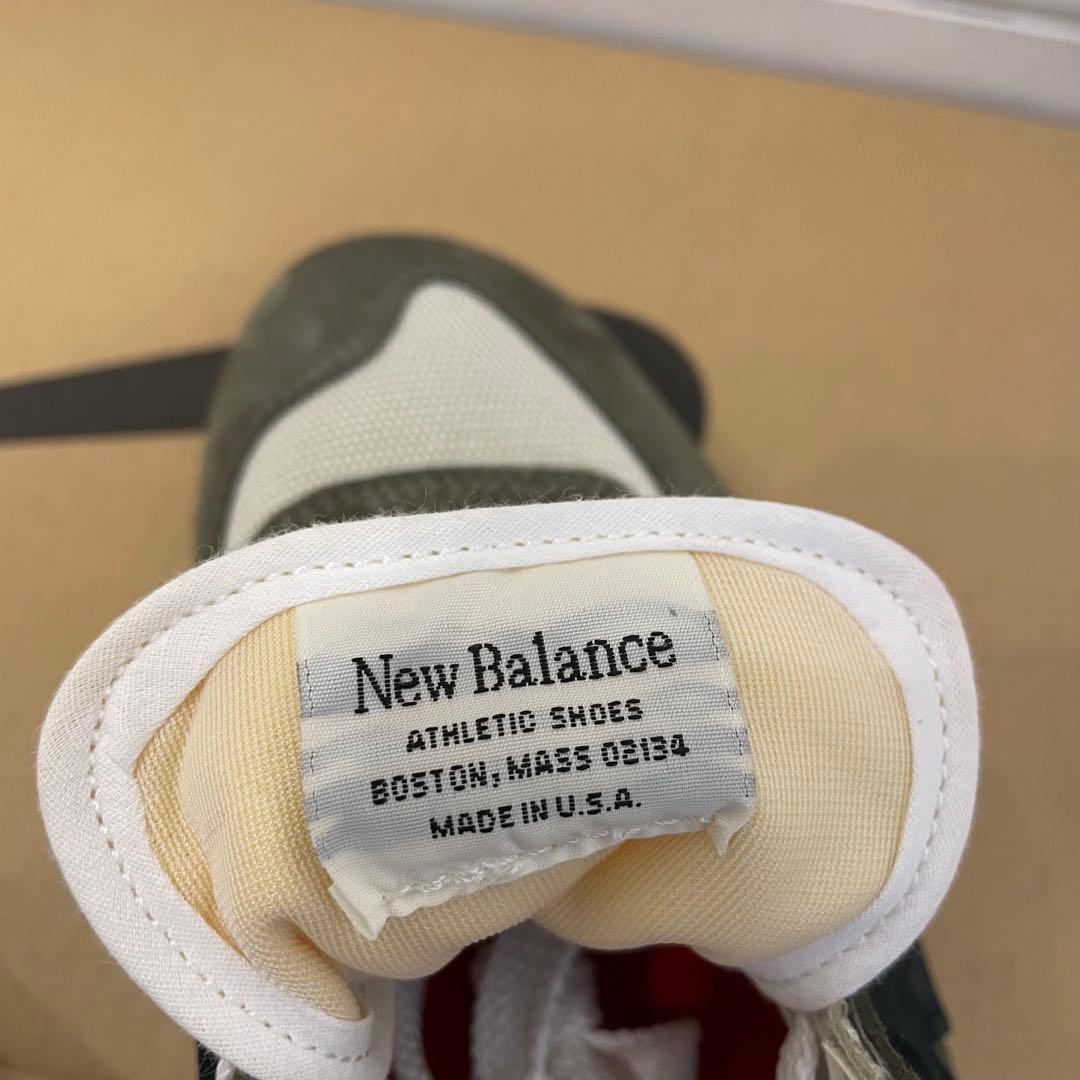 New Balance
ATHLETIC SHOES
BOSTON, MASS 02134
MADE IN U.S.A.